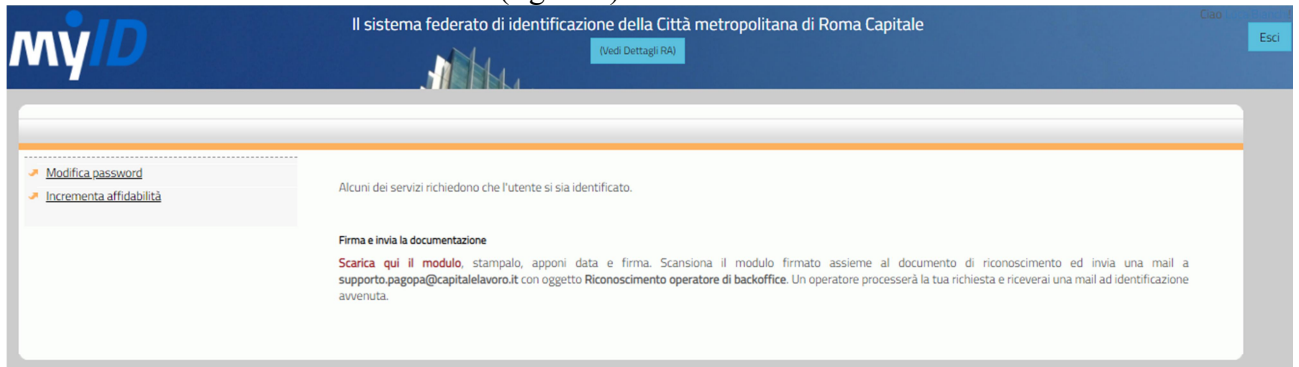 myID
Il sistema federato di identificazione della Città metropolitana di Roma Capitale
(Vedi Dettagli RA)
Ciao
Esci
Modifica password
Incrementa affidabilità
Alcuni dei servizi richiedono che l'utente si sia identificato.
Firma e invia la documentazione
Scarica qui il modulo, stampalo, apponi data e firma. Scansiona il modulo firmato assieme al documento di riconoscimento ed invia una mail a
supporto.pagopa@capitalelavoro.it con oggetto Riconoscimento operatore di backoffice. Un operatore processerà la tua richiesta e riceverai una mail ad identificazione
avvenuta.